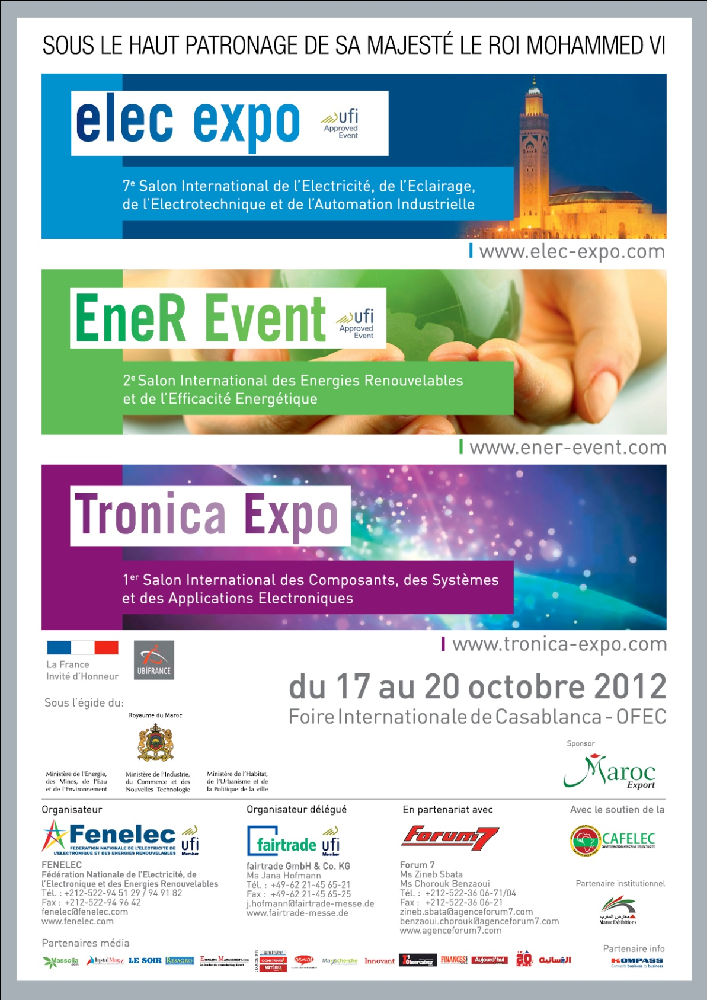 SOUS LE HAUT PATRONAGE DE SA MAJESTÉ LE ROI MOHAMMED VI
elec expo
ufi
Approved
Event
7e Salon International de l'Electricité, de l'Eclairage,
de l'Electrotechnique et de l'Automation Industrielle
www.elec-expo.com
EneR Event
ufi
Approved
Event
2e Salon International des Energies Renouvelables
et de l'Efficacité Energétique
www.ener-event.com
Tronica Expo
1er Salon International des Composants, des Systèmes
et des Applications Electroniques
www.tronica-expo.com
La France
Invité d'Honneur
UBIFRANCE
du 17 au 20 octobre 2012
Foire Internationale de Casablanca - OFEC
Sous l'égide du:
Royaume du Maroc
Ministère de l'Energie,
des Mines, de l'Eau
et de l'Environnement
Ministère de l'Industrie,
du Commerce et des
Nouvelles Technologie
Ministère de l'Habitat,
de l'Urbanisme et de
la Politique de la ville
Sponsor
Maroc
Export
Organisateur
Fenelec
FEDERATION NATIONALE DE L'ELECTRICITE DE
L'ELECTRONIQUE ET DES ENERGIES RENOUVELABLES
ufi
Member
FENELEC
Fédération Nationale de l'Electricité, de
l'Electronique et des Energies Renouvelables
Tél. : +212-522-94 51 29 / 94 91 82
Fax : +212-522-94 96 42
fenelec@fenelec.com
www.fenelec.com
Organisateur délégué
fairtrade
ufi
Member
fairtrade GmbH & Co. KG
Ms Jana Hofmann
Tél. : +49-62 21-45 65-21
Fax : +49-62 21-45 65-25
j.hofmann@fairtrade-messe.de
www.fairtrade-messe.de
En partenariat avec
Forum7
Forum 7
Ms Zineb Sbata
Ms Chorouk Benzaoui
Tél. : +212-522-36 06-71/04
Fax : +212-522-36 06-21
zineb.sbata@agenceforum7.com
benzaoui.chorouk@agenceforum7.com
www.agenceforum7.com
Avec le soutien de la
CAFELEC
CONFEDERATION AFRICAINE D'ELECTRICITE
Partenaire institutionnel
معارض المغرب
Maroc Exhibitions
Partenaires média
Massolia
.com
InstalMaroc
LE SOIR
RESAGRO
EMAILING MANAGEMENT.com
Le leader du e-marketing direct
Construire!
CONSTRUIRE
MATÉRIEL
aswat
Marocherche
Innovant
L'Observateur
FINANCES
Aujourd'hui
20
Partenaire info
KOMPASS
Connects business to business